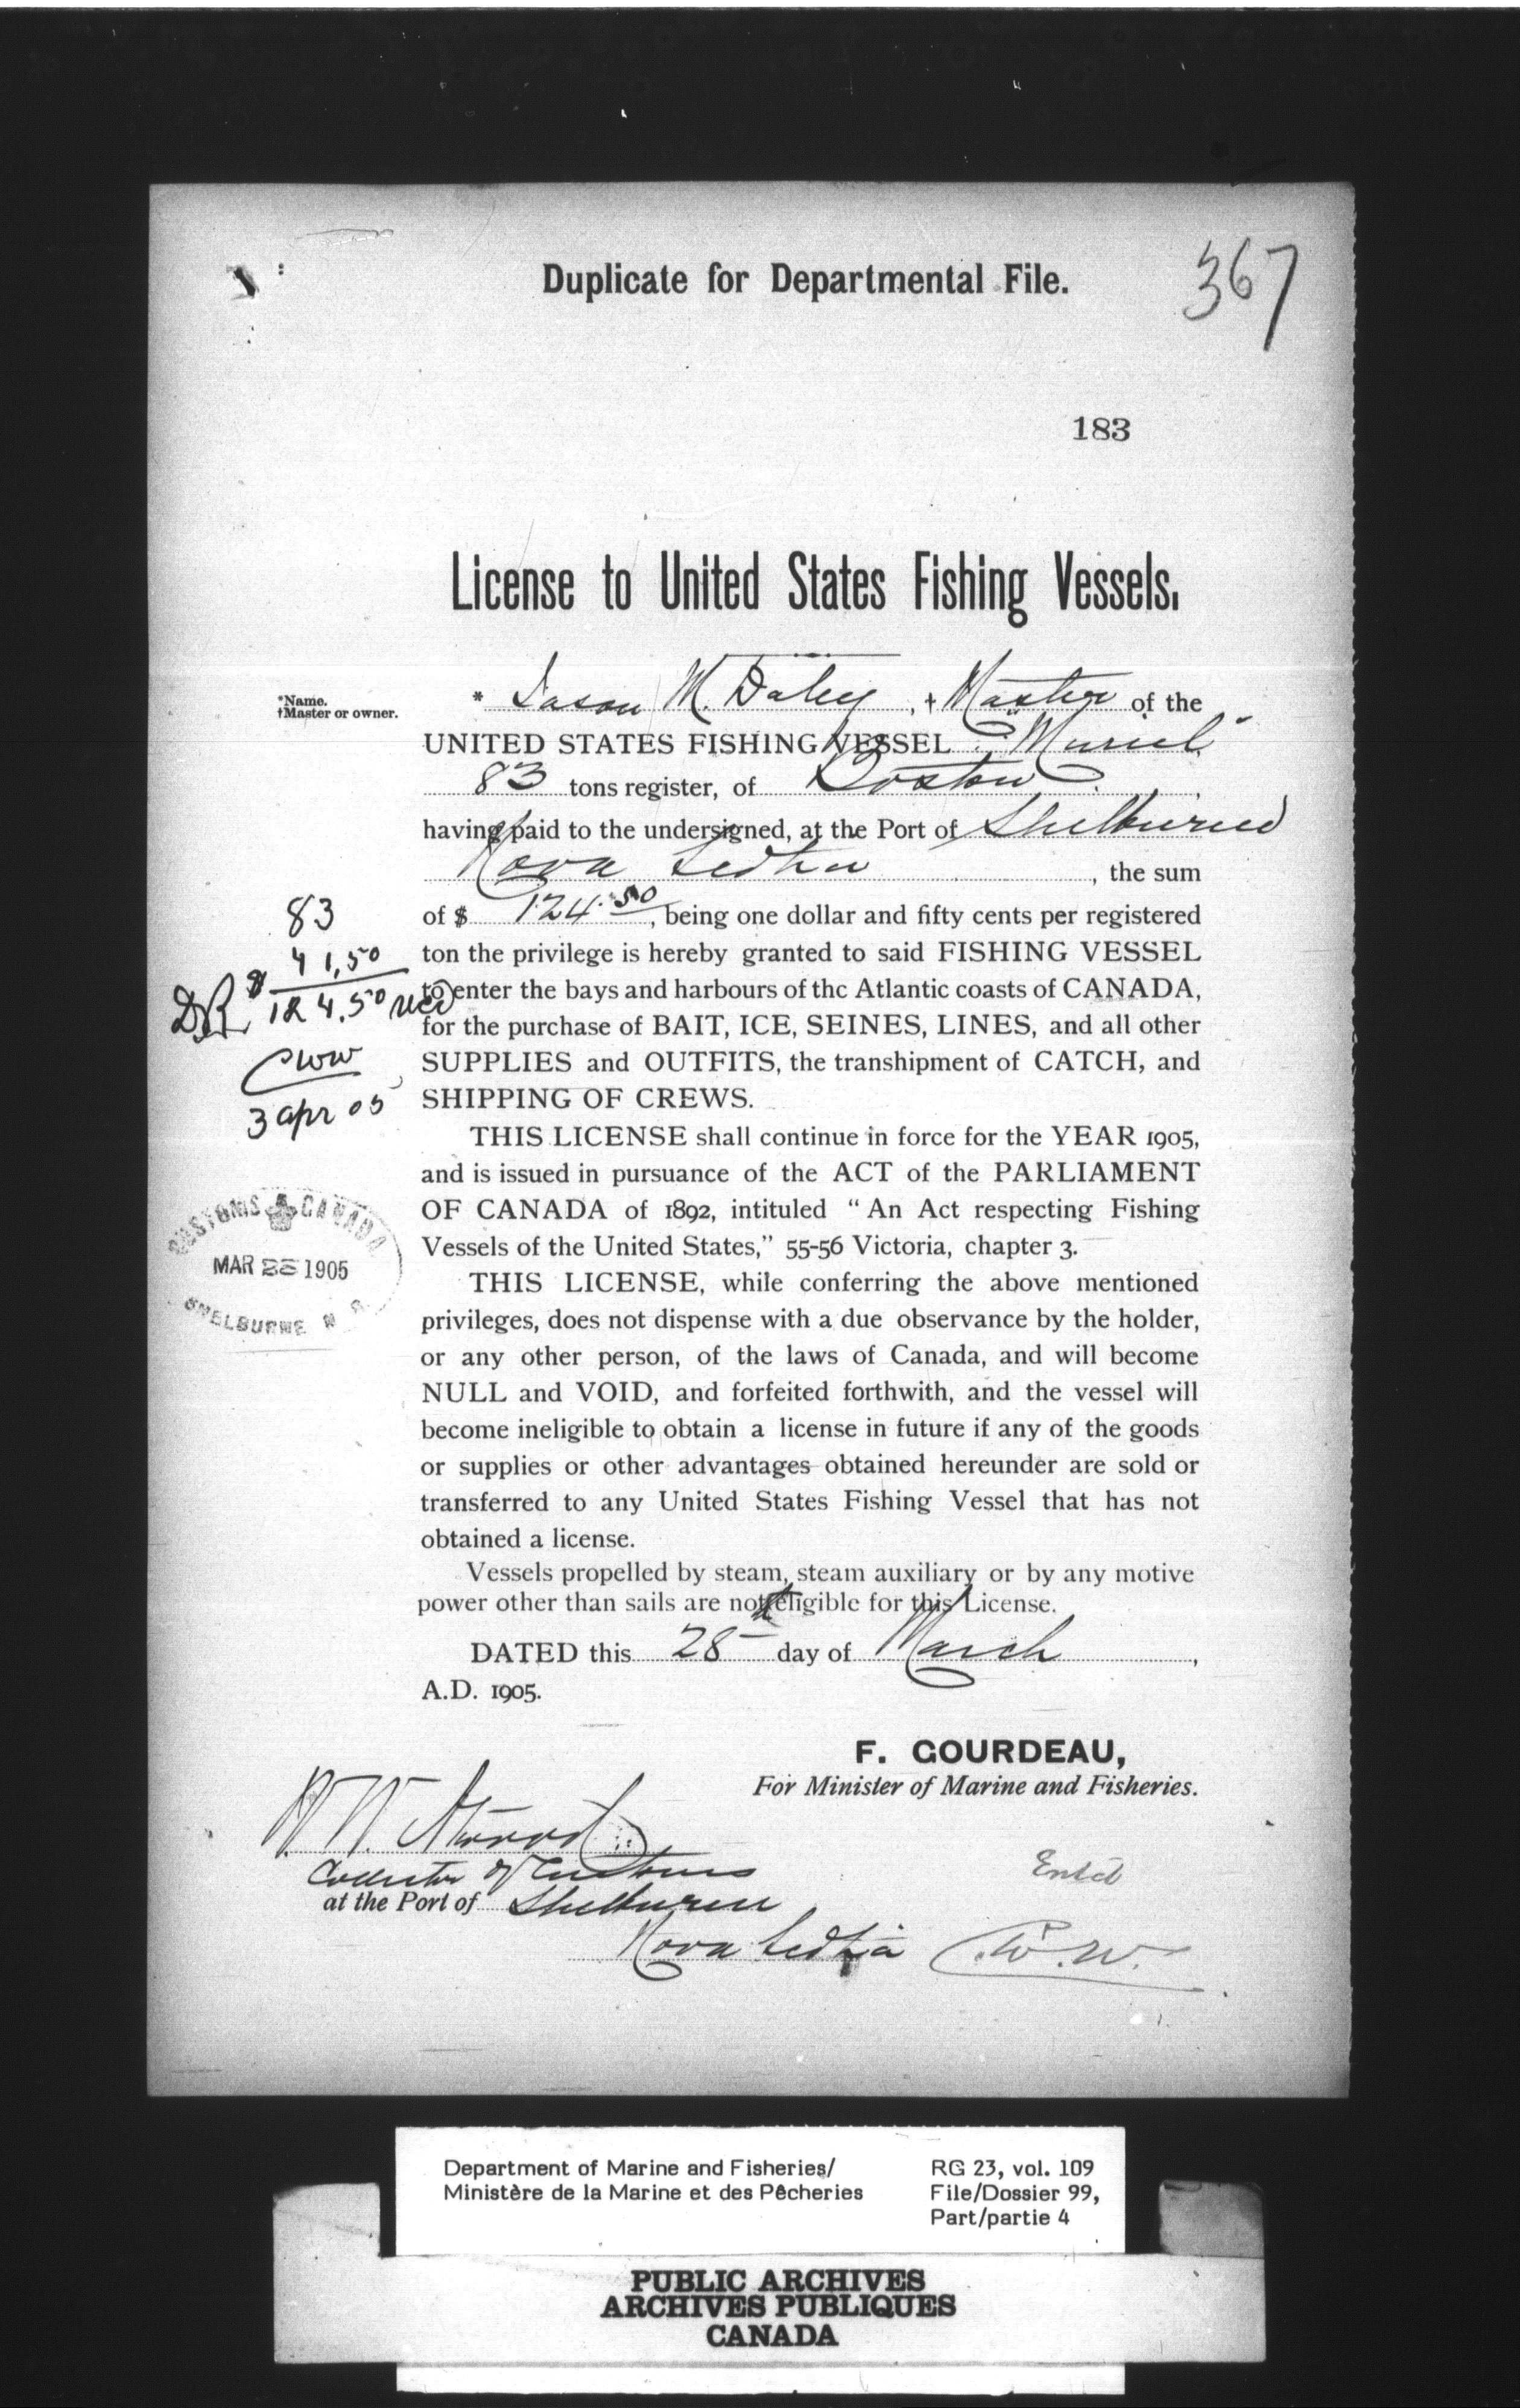 Duplicate for Departmental File.
367
183
License to United States Fishing Vessels.
*Name.
†Master or owner.
* Jason M. Daley, † Master of the
UNITED STATES FISHING VESSEL "Muriel"
83 tons register, of Boston
having paid to the undersigned, at the Port of Shelburne
Nova Scotia, the sum
of $ 124.50, being one dollar and fifty cents per registered
ton the privilege is hereby granted to said FISHING VESSEL
to enter the bays and harbours of the Atlantic coasts of CANADA,
for the purchase of BAIT, ICE, SEINES, LINES, and all other
SUPPLIES and OUTFITS, the transhipment of CATCH, and
SHIPPING OF CREWS.
83
41.50
DR $ 124.50 recd
CWW
3 apr 05
THIS LICENSE shall continue in force for the YEAR 1905,
and is issued in pursuance of the ACT of the PARLIAMENT
OF CANADA of 1892, intituled "An Act respecting Fishing
Vessels of the United States," 55-56 Victoria, chapter 3.
CUSTOMS CANADA
MAR 28 1905
SHELBURNE N S
THIS LICENSE, while conferring the above mentioned
privileges, does not dispense with a due observance by the holder,
or any other person, of the laws of Canada, and will become
NULL and VOID, and forfeited forthwith, and the vessel will
become ineligible to obtain a license in future if any of the goods
or supplies or other advantages obtained hereunder are sold or
transferred to any United States Fishing Vessel that has not
obtained a license.
Vessels propelled by steam, steam auxiliary or by any motive
power other than sails are not eligible for this License.
DATED this 28 day of March,
A.D. 1905.
F. GOURDEAU,
For Minister of Marine and Fisheries.
Atwood
Collector of Customs
at the Port of Shelburne
Nova Scotia
Entd
C.W.W.
Department of Marine and Fisheries/
Ministère de la Marine et des Pêcheries
RG 23, vol. 109
File/Dossier 99,
Part/partie 4
PUBLIC ARCHIVES
ARCHIVES PUBLIQUES
CANADA